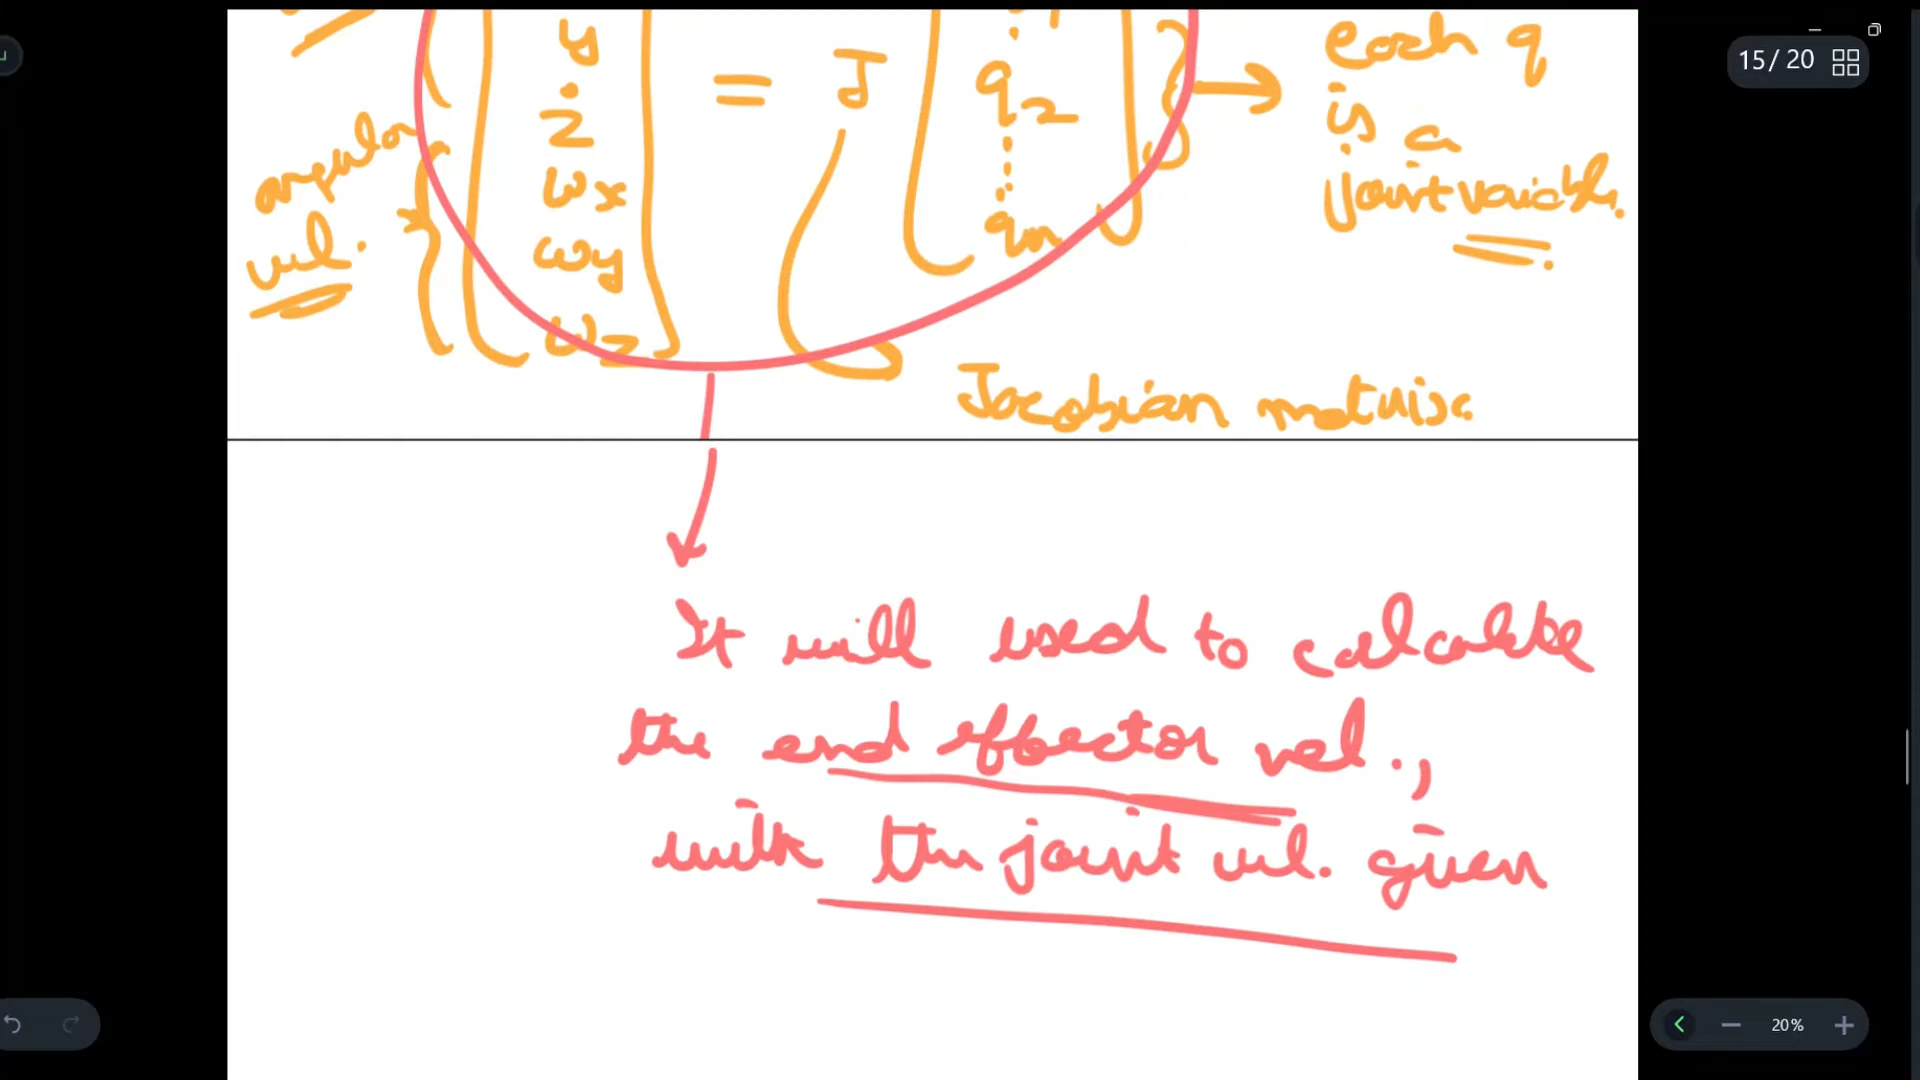 15/ 20
ẏ
ż
ωx
ωy
ωz
= J
q2
qn
angular
vel.
each q
is a
joint variable.
Jacobian matrix.
It will used to calculate
the end effector vel.,
with the joint vel. given
20%